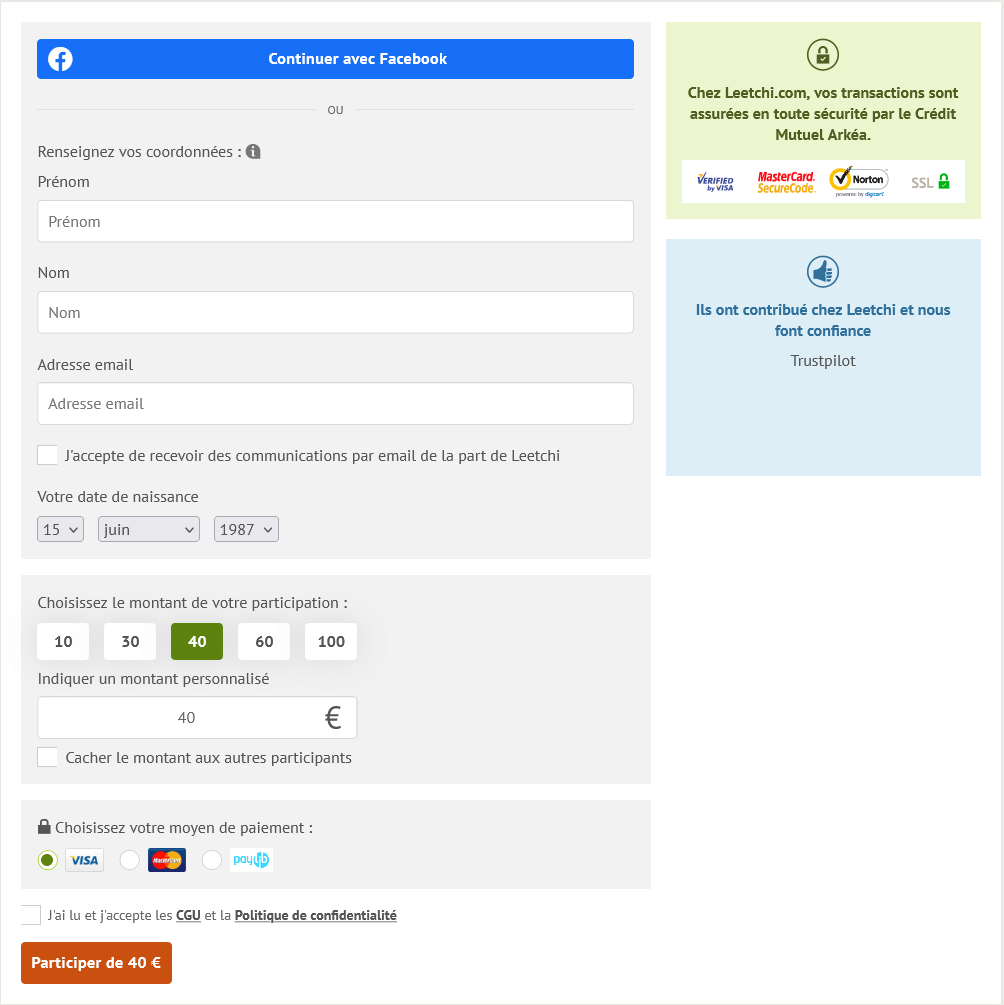 Continuer avec Facebook
OU
Renseignez vos coordonnées :
Prénom
Prénom
Nom
Nom
Adresse email
Adresse email
J'accepte de recevoir des communications par email de la part de Leetchi
Votre date de naissance
15 juin 1987
Choisissez le montant de votre participation :
10 30 40 60 100
Indiquer un montant personnalisé
40 €
Cacher le montant aux autres participants
Choisissez votre moyen de paiement :
VISA MasterCard paylib
J'ai lu et j'accepte les CGU et la Politique de confidentialité
Participer de 40 €
Chez Leetchi.com, vos transactions sont
assurées en toute sécurité par le Crédit
Mutuel Arkéa.
VERIFIED
by VISA
MasterCard.
SecureCode.
Norton
powered by digicert
SSL
Ils ont contribué chez Leetchi et nous
font confiance
Trustpilot